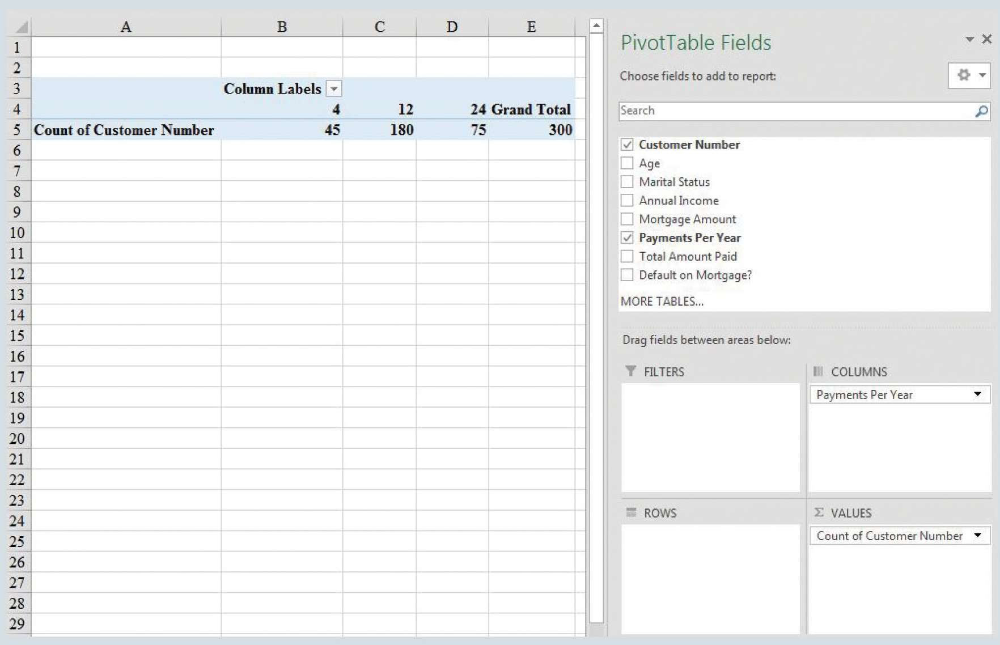 A B C D E
1
2
3 Column Labels
4 4 12 24 Grand Total
5 Count of Customer Number 45 180 75 300
6
7
8
9
10
11
12
13
14
15
16
17
18
19
20
21
22
23
24
25
26
27
28
29
PivotTable Fields
Choose fields to add to report:
Search
Customer Number
Age
Marital Status
Annual Income
Mortgage Amount
Payments Per Year
Total Amount Paid
Default on Mortgage?
MORE TABLES...
Drag fields between areas below:
FILTERS
COLUMNS
Payments Per Year
ROWS
Σ VALUES
Count of Customer Number